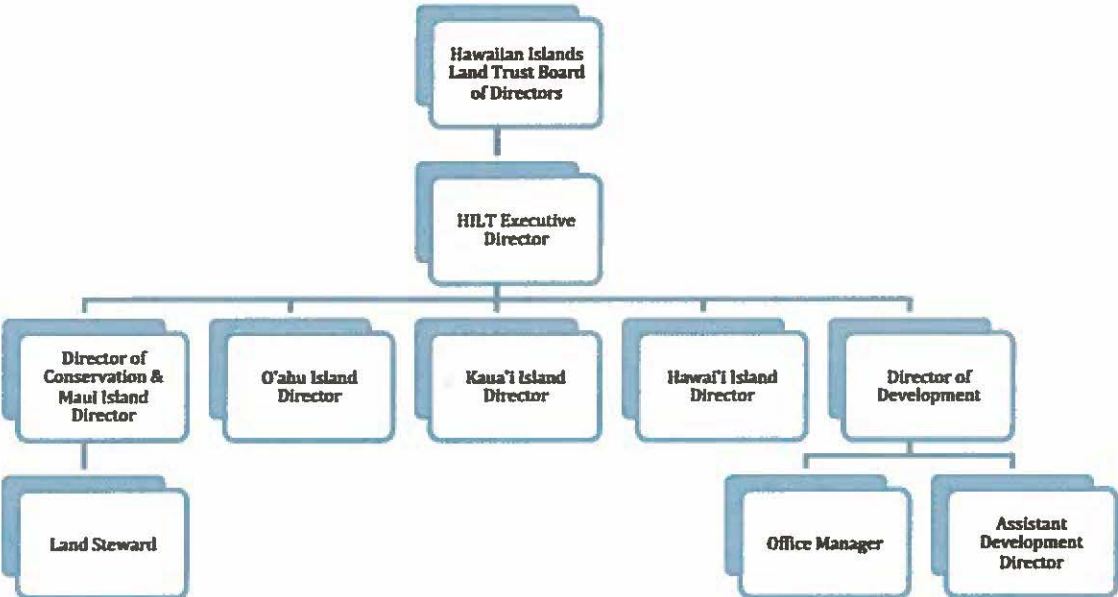 Hawaiian Islands
Land Trust Board
of Directors
HILT Executive
Director
Director of
Conservation &
Maui Island
Director
O'ahu Island
Director
Kaua'i Island
Director
Hawai'i Island
Director
Director of
Development
Land Steward
Office Manager
Assistant
Development
Director